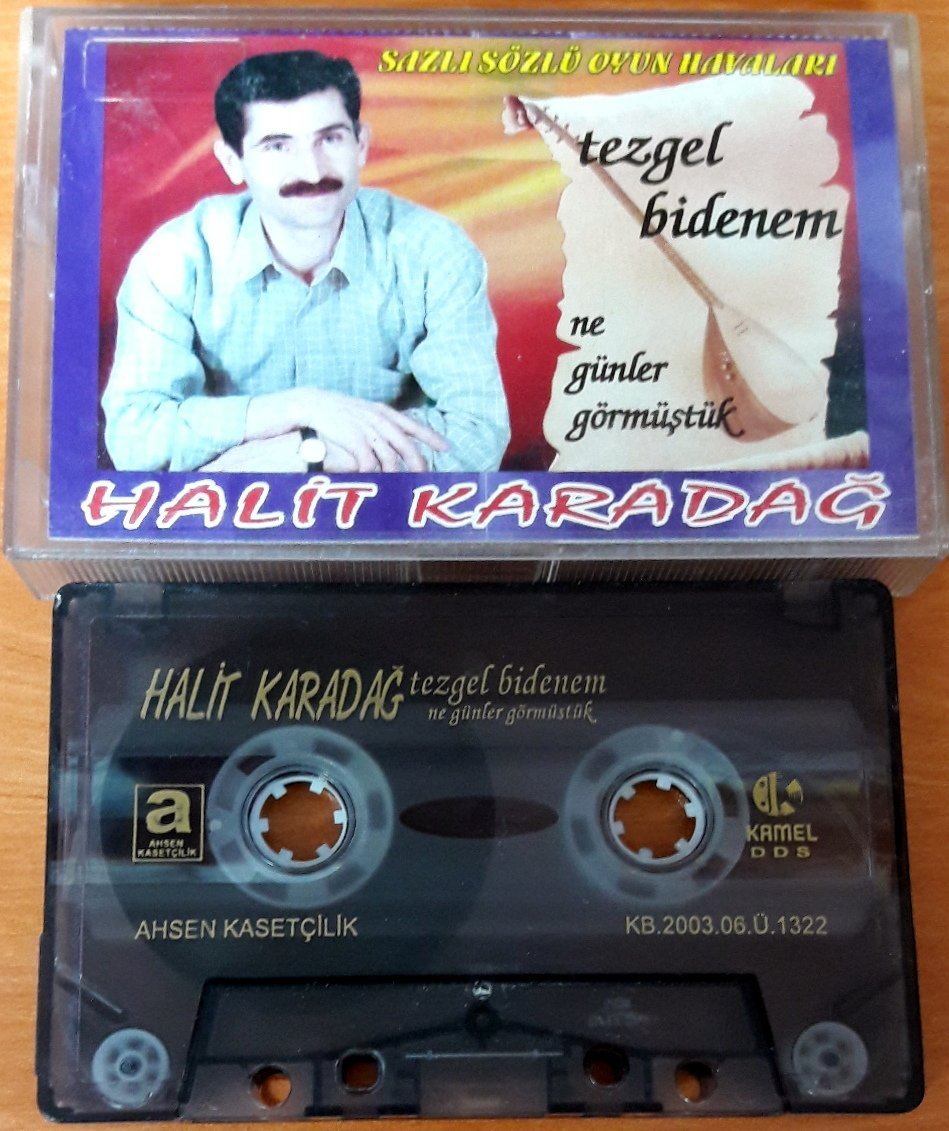 SAZLI SÖZLÜ OYUN HAVALARI
tezgel
bidenem
ne
günler
görmüştük
HALİT KARADAĞ
HALİT KARADAĞ tezgel bidenem
ne günler görmüştük
a
AHSEN
KASETÇİLİK
KAMEL
DDS
AHSEN KASETÇİLİK
KB.2003.06.Ü.1322